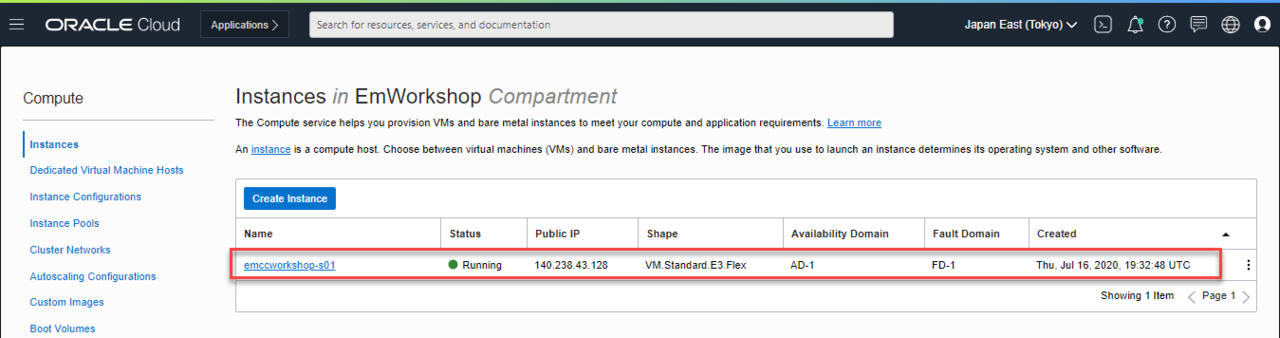 ORACLE Cloud Applications > Search for resources, services, and documentation Japan East (Tokyo)
Compute
Instances
Dedicated Virtual Machine Hosts
Instance Configurations
Instance Pools
Cluster Networks
Autoscaling Configurations
Custom Images
Boot Volumes
Instances in EmWorkshop Compartment
The Compute service helps you provision VMs and bare metal instances to meet your compute and application requirements. Learn more
An instance is a compute host. Choose between virtual machines (VMs) and bare metal instances. The image that you use to launch an instance determines its operating system and other software.
Create Instance
Name Status Public IP Shape Availability Domain Fault Domain Created
emccworkshop-s01 Running 140.238.43.128 VM.Standard.E3.Flex AD-1 FD-1 Thu, Jul 16, 2020, 19:32:48 UTC
Showing 1 Item < Page 1 >